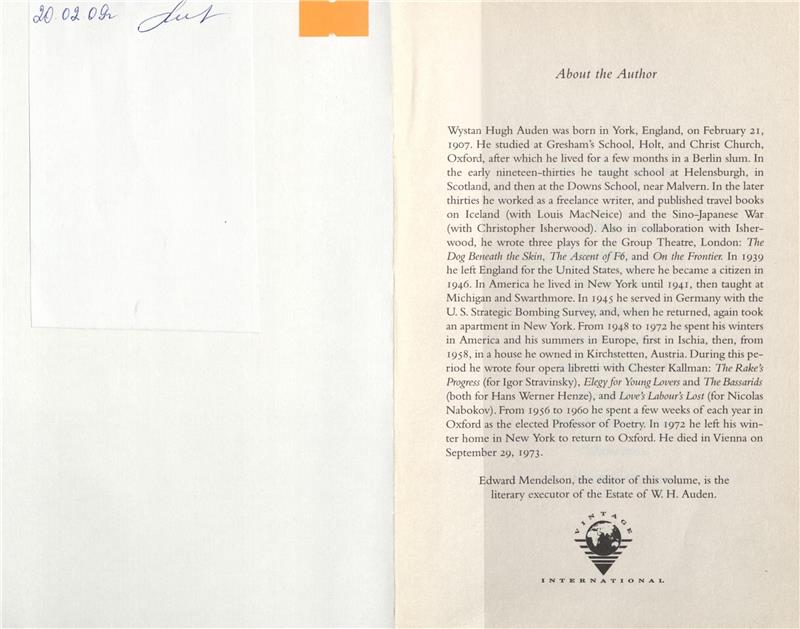 20.02.09г
About the Author
Wystan Hugh Auden was born in York, England, on February 21,
1907. He studied at Gresham's School, Holt, and Christ Church,
Oxford, after which he lived for a few months in a Berlin slum. In
the early nineteen-thirties he taught school at Helensburgh, in
Scotland, and then at the Downs School, near Malvern. In the later
thirties he worked as a freelance writer, and published travel books
on Iceland (with Louis MacNeice) and the Sino-Japanese War
(with Christopher Isherwood). Also in collaboration with Isher-
wood, he wrote three plays for the Group Theatre, London: The
Dog Beneath the Skin, The Ascent of F6, and On the Frontier. In 1939
he left England for the United States, where he became a citizen in
1946. In America he lived in New York until 1941, then taught at
Michigan and Swarthmore. In 1945 he served in Germany with the
U. S. Strategic Bombing Survey, and, when he returned, again took
an apartment in New York. From 1948 to 1972 he spent his winters
in America and his summers in Europe, first in Ischia, then, from
1958, in a house he owned in Kirchstetten, Austria. During this pe-
riod he wrote four opera libretti with Chester Kallman: The Rake's
Progress (for Igor Stravinsky), Elegy for Young Lovers and The Bassarids
(both for Hans Werner Henze), and Love's Labour's Lost (for Nicolas
Nabokov). From 1956 to 1960 he spent a few weeks of each year in
Oxford as the elected Professor of Poetry. In 1972 he left his win-
ter home in New York to return to Oxford. He died in Vienna on
September 29, 1973.
Edward Mendelson, the editor of this volume, is the
literary executor of the Estate of W. H. Auden.
VINTAGE
INTERNATIONAL